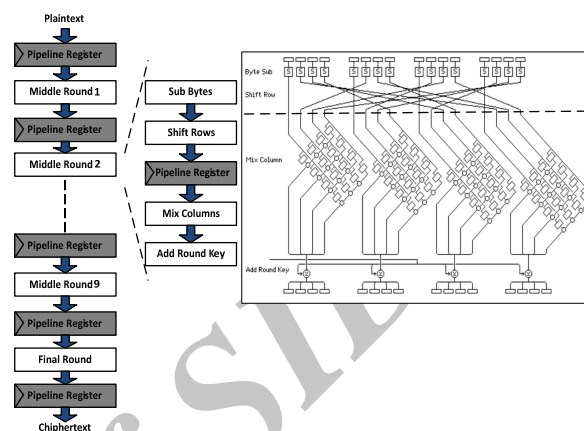 Plaintext
Pipeline Register
Middle Round 1
Pipeline Register
Middle Round 2
Pipeline Register
Middle Round 9
Pipeline Register
Final Round
Pipeline Register
Chiphertext
Sub Bytes
Shift Rows
Pipeline Register
Mix Columns
Add Round Key
Byte Sub
S S S S S S S S S S S S S S S S
Shift Row
Mix Column
Add Round Key